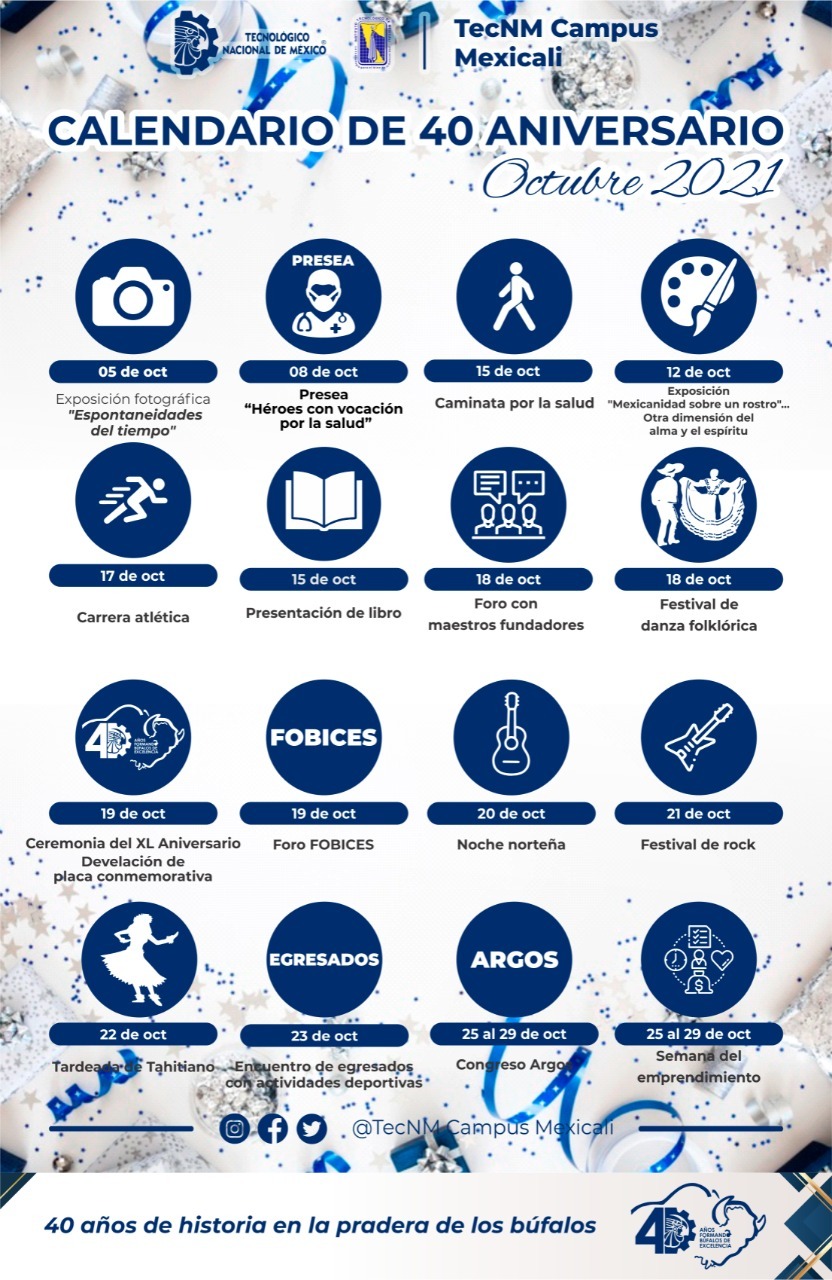 TECNOLÓGICO
NACIONAL DE MÉXICO
TecNM Campus
Mexicali
CALENDARIO DE 40 ANIVERSARIO
Octubre 2021
PRESEA
05 de oct
Exposición fotográfica
"Espontaneidades
del tiempo"
08 de oct
Presea
“Héroes con vocación
por la salud”
15 de oct
Caminata por la salud
12 de oct
Exposición
"Mexicanidad sobre un rostro"...
Otra dimensión del
alma y el espíritu
17 de oct
Carrera atlética
15 de oct
Presentación de libro
18 de oct
Foro con
maestros fundadores
18 de oct
Festival de
danza folklórica
40
AÑOS
FORMANDO
BÚFALOS DE
EXCELENCIA
19 de oct
Ceremonia del XL Aniversario
Develación de
placa conmemorativa
FOBICES
19 de oct
Foro FOBICES
20 de oct
Noche norteña
21 de oct
Festival de rock
22 de oct
Tardeada de Tahitiano
EGRESADOS
23 de oct
Encuentro de egresados
con actividades deportivas
ARGOS
25 al 29 de oct
Congreso Argos
25 al 29 de oct
Semana del
emprendimiento
@TecNM Campus Mexicali
40 años de historia en la pradera de los búfalos
40
AÑOS
FORMANDO
BÚFALOS DE
EXCELENCIA